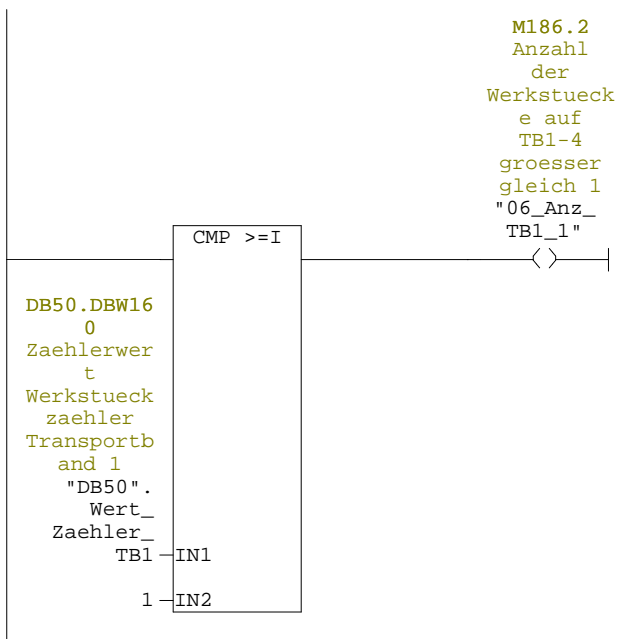 M186.2
Anzahl
der
Werkstueck
e auf
TB1-4
groesser
gleich 1
"06_Anz_
TB1_1"
CMP >=I
DB50.DBW16
0
Zaehlerwer
t
Werkstueck
zaehler
Transportb
and 1
"DB50".
Wert_
Zaehler_
TB1 IN1
1 IN2